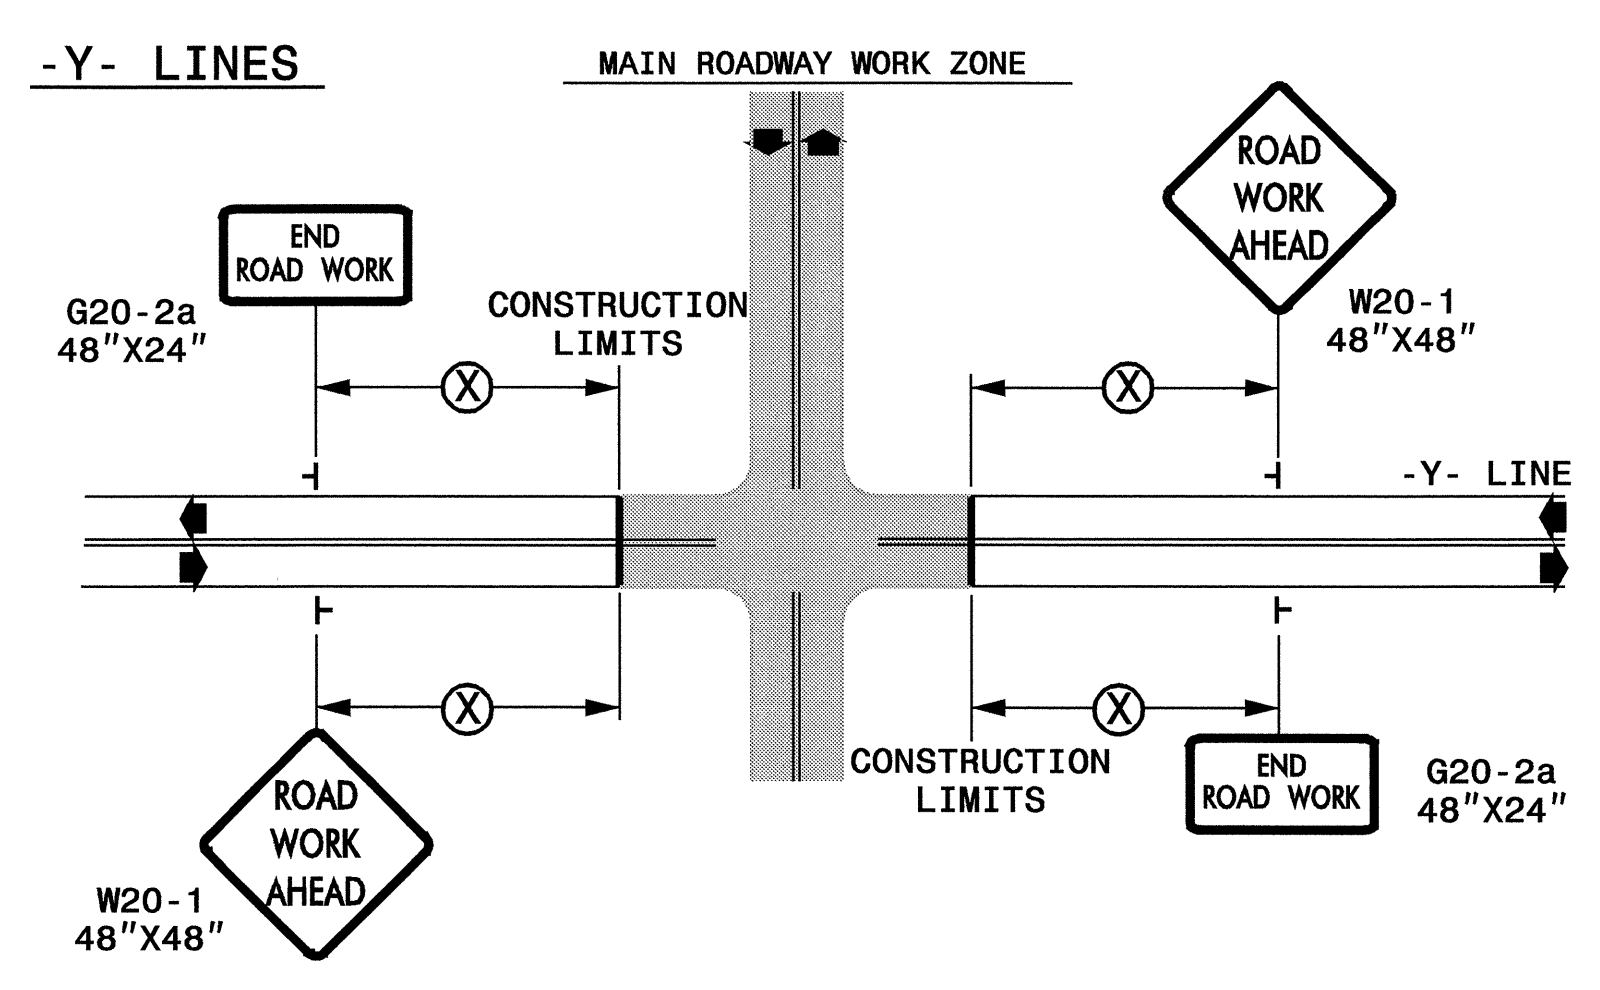 -Y- LINES
MAIN ROADWAY WORK ZONE
ROAD
WORK
AHEAD
END
ROAD WORK
G20-2a
48"X24"
CONSTRUCTION
LIMITS
W20-1
48"X48"
X
X
-Y- LINE
X
X
ROAD
WORK
AHEAD
W20-1
48"X48"
CONSTRUCTION
LIMITS
END
ROAD WORK
G20-2a
48"X24"